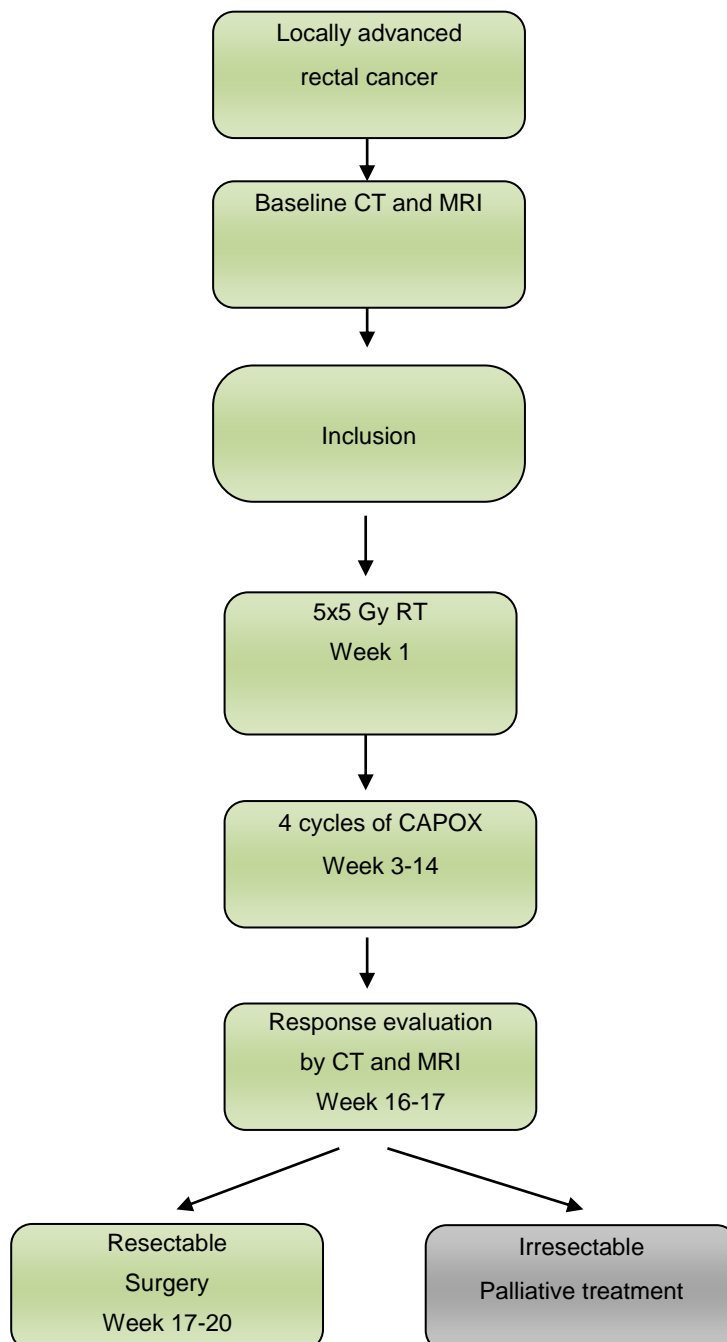 Locally advanced
rectal cancer
Baseline CT and MRI
Inclusion
5x5 Gy RT
Week 1
4 cycles of CAPOX
Week 3-14
Response evaluation
by CT and MRI
Week 16-17
Resectable
Surgery
Week 17-20
Irresectable
Palliative treatment